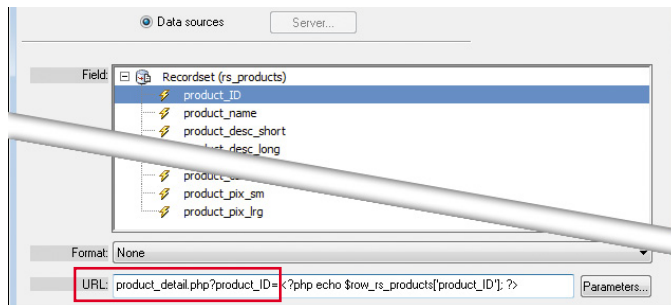 Data sources
Server...
Field:
Recordset (rs_products)
product_ID
product_name
product_desc_short
product_desc_long
product_pix_sm
product_pix_lrg
Format: None
URL: product_detail.php?product_ID= <?php echo $row_rs_products['product_ID']; ?> Parameters...